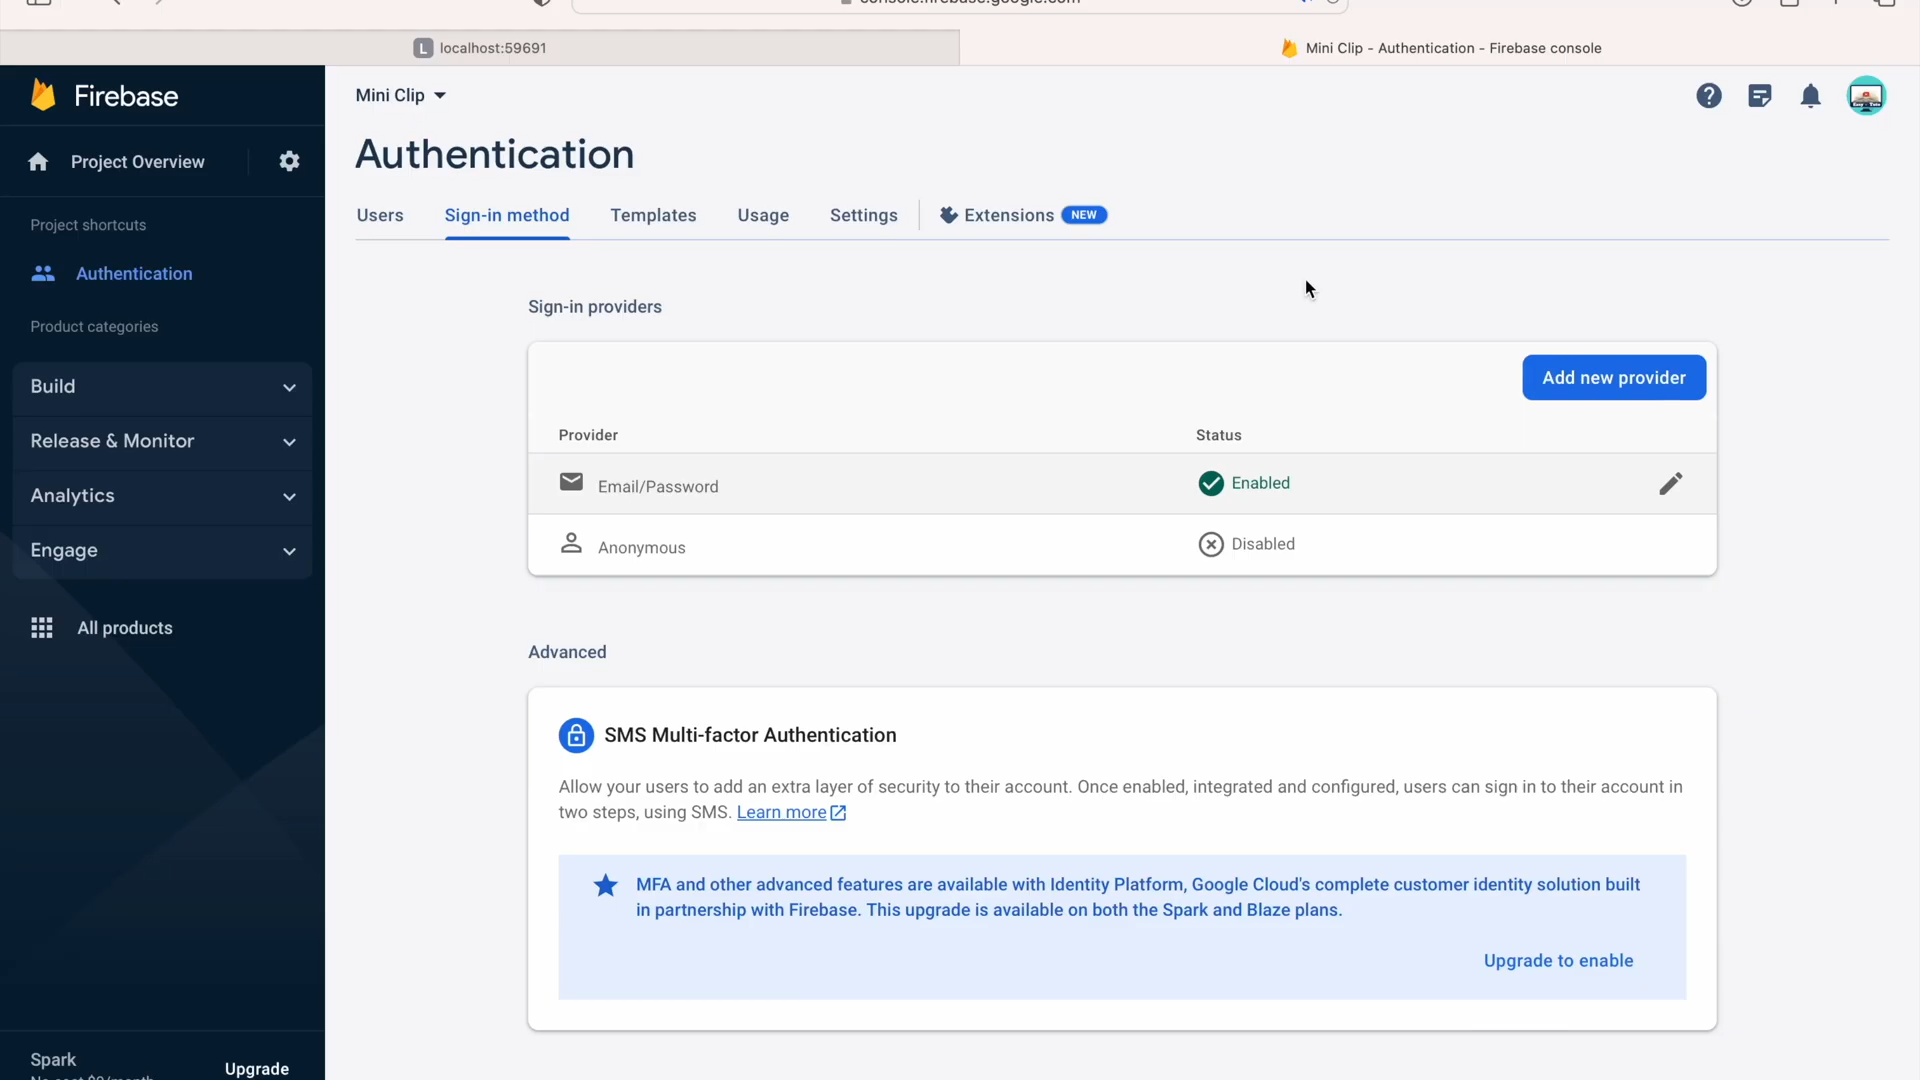 L localhost:59691
Mini Clip - Authentication - Firebase console
Firebase
Mini Clip
Authentication
Project Overview
Users
Sign-in method
Templates
Usage
Settings
Extensions NEW
Project shortcuts
Authentication
Product categories
Build
Release & Monitor
Analytics
Engage
All products
Spark
Upgrade
Sign-in providers
Add new provider
Provider Status
Email/Password Enabled
Anonymous Disabled
Advanced
SMS Multi-factor Authentication
Allow your users to add an extra layer of security to their account. Once enabled, integrated and configured, users can sign in to their account in
two steps, using SMS. Learn more
MFA and other advanced features are available with Identity Platform, Google Cloud's complete customer identity solution built
in partnership with Firebase. This upgrade is available on both the Spark and Blaze plans.
Upgrade to enable